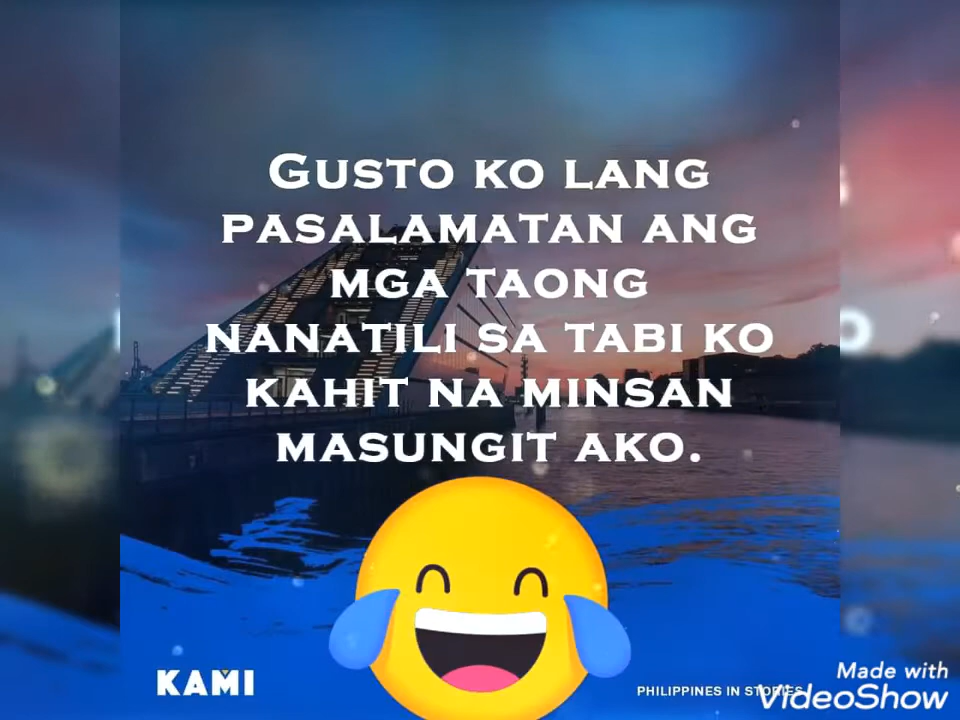 GUSTO KO LANG
PASALAMATAN ANG
MGA TAONG
NANATILI SA TABI KO
KAHIT NA MINSAN
MASUNGIT AKO.
KAMI
PHILIPPINES IN STORIES
Made with
VideoShow